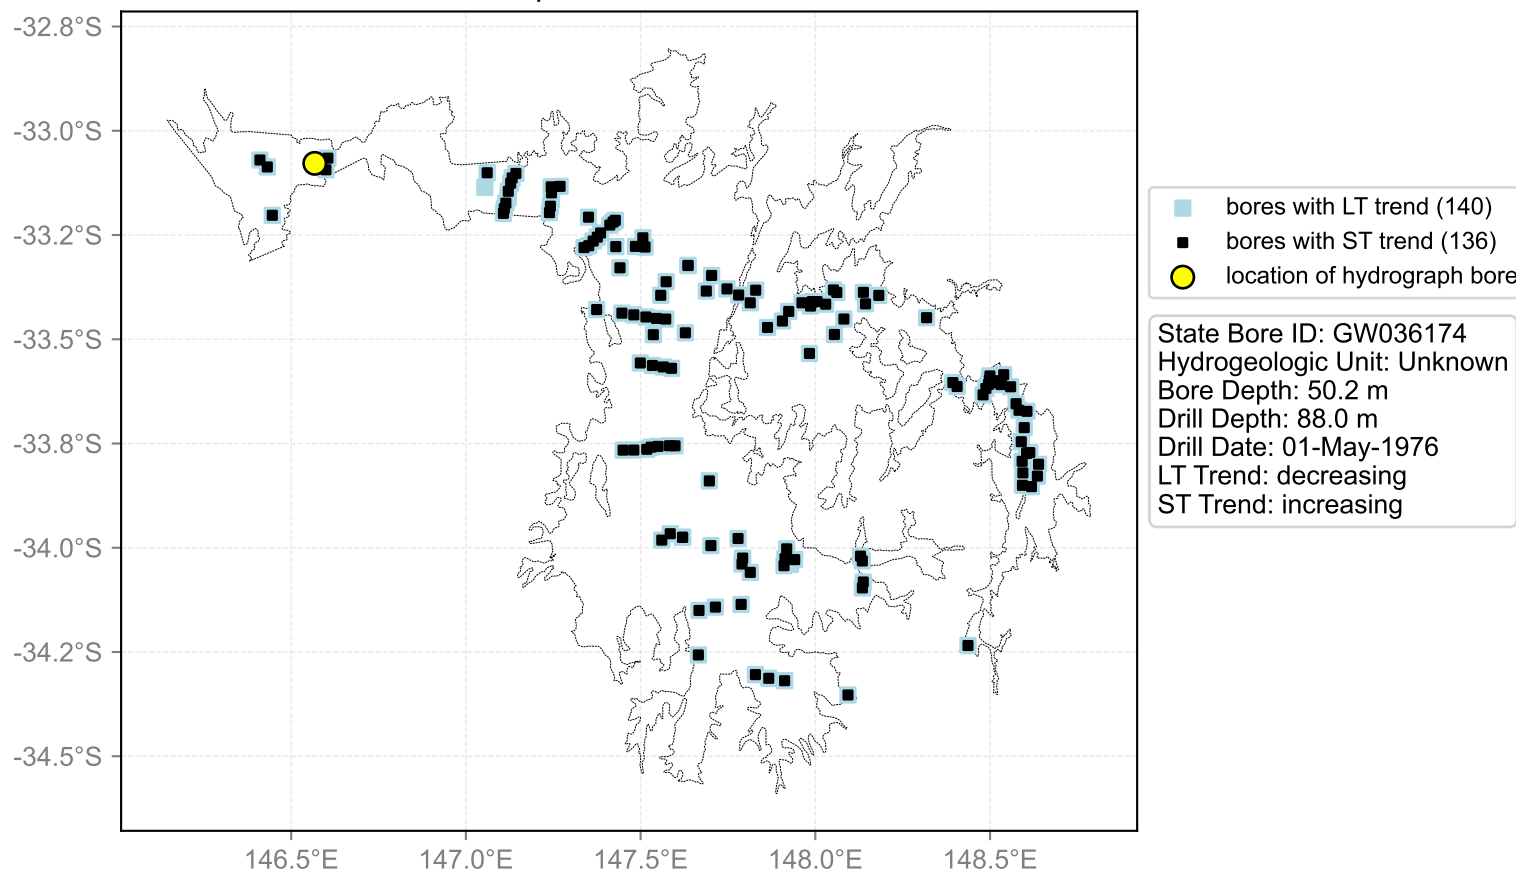 -32.8°S
-33.0°S
-33.2°S
-33.5°S
-33.8°S
-34.0°S
-34.2°S
-34.5°S
146.5°E
147.0°E
147.5°E
148.0°E
148.5°E
bores with LT trend (140)
bores with ST trend (136)
location of hydrograph bore
State Bore ID: GW036174
Hydrogeologic Unit: Unknown
Bore Depth: 50.2 m
Drill Depth: 88.0 m
Drill Date: 01-May-1976
LT Trend: decreasing
ST Trend: increasing